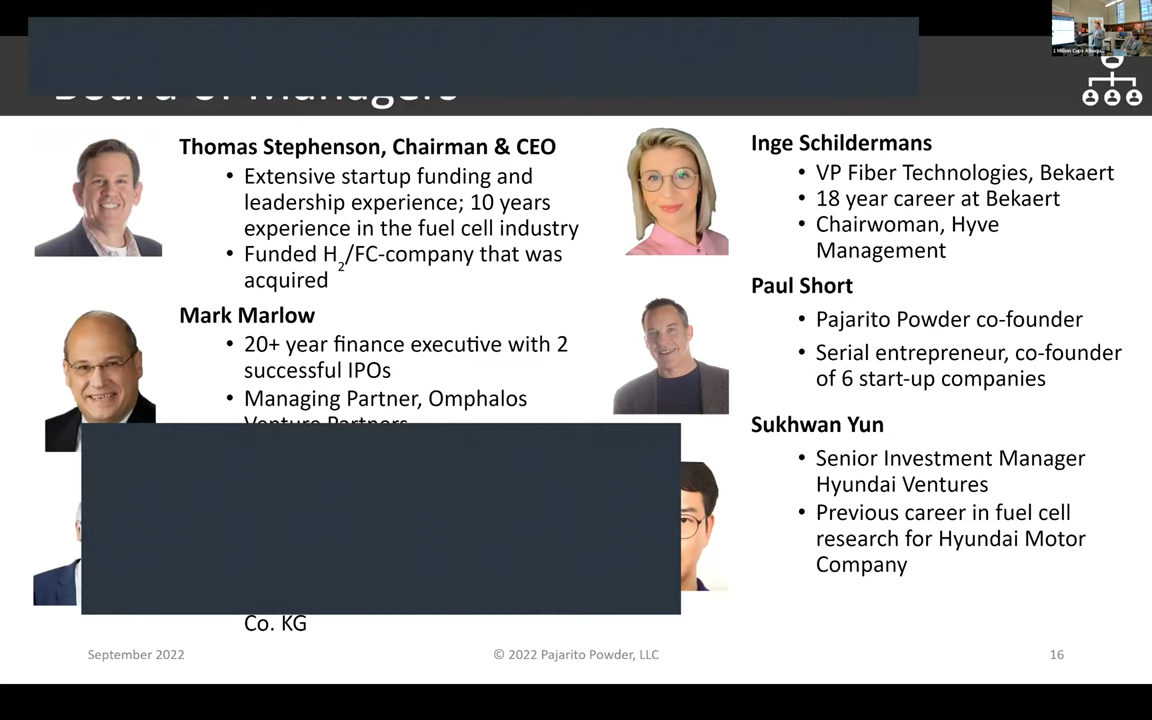 Board of Managers
Thomas Stephenson, Chairman & CEO
• Extensive startup funding and
leadership experience; 10 years
experience in the fuel cell industry
• Funded H2/FC-company that was
acquired
Mark Marlow
• 20+ year finance executive with 2
successful IPOs
• Managing Partner, Omphalos
Venture Partners
Co. KG
Inge Schildermans
• VP Fiber Technologies, Bekaert
• 18 year career at Bekaert
• Chairwoman, Hyve
Management
Paul Short
• Pajarito Powder co-founder
• Serial entrepreneur, co-founder
of 6 start-up companies
Sukhwan Yun
• Senior Investment Manager
Hyundai Ventures
• Previous career in fuel cell
research for Hyundai Motor
Company
September 2022
© 2022 Pajarito Powder, LLC
16
1 Million Cups Albuqu...